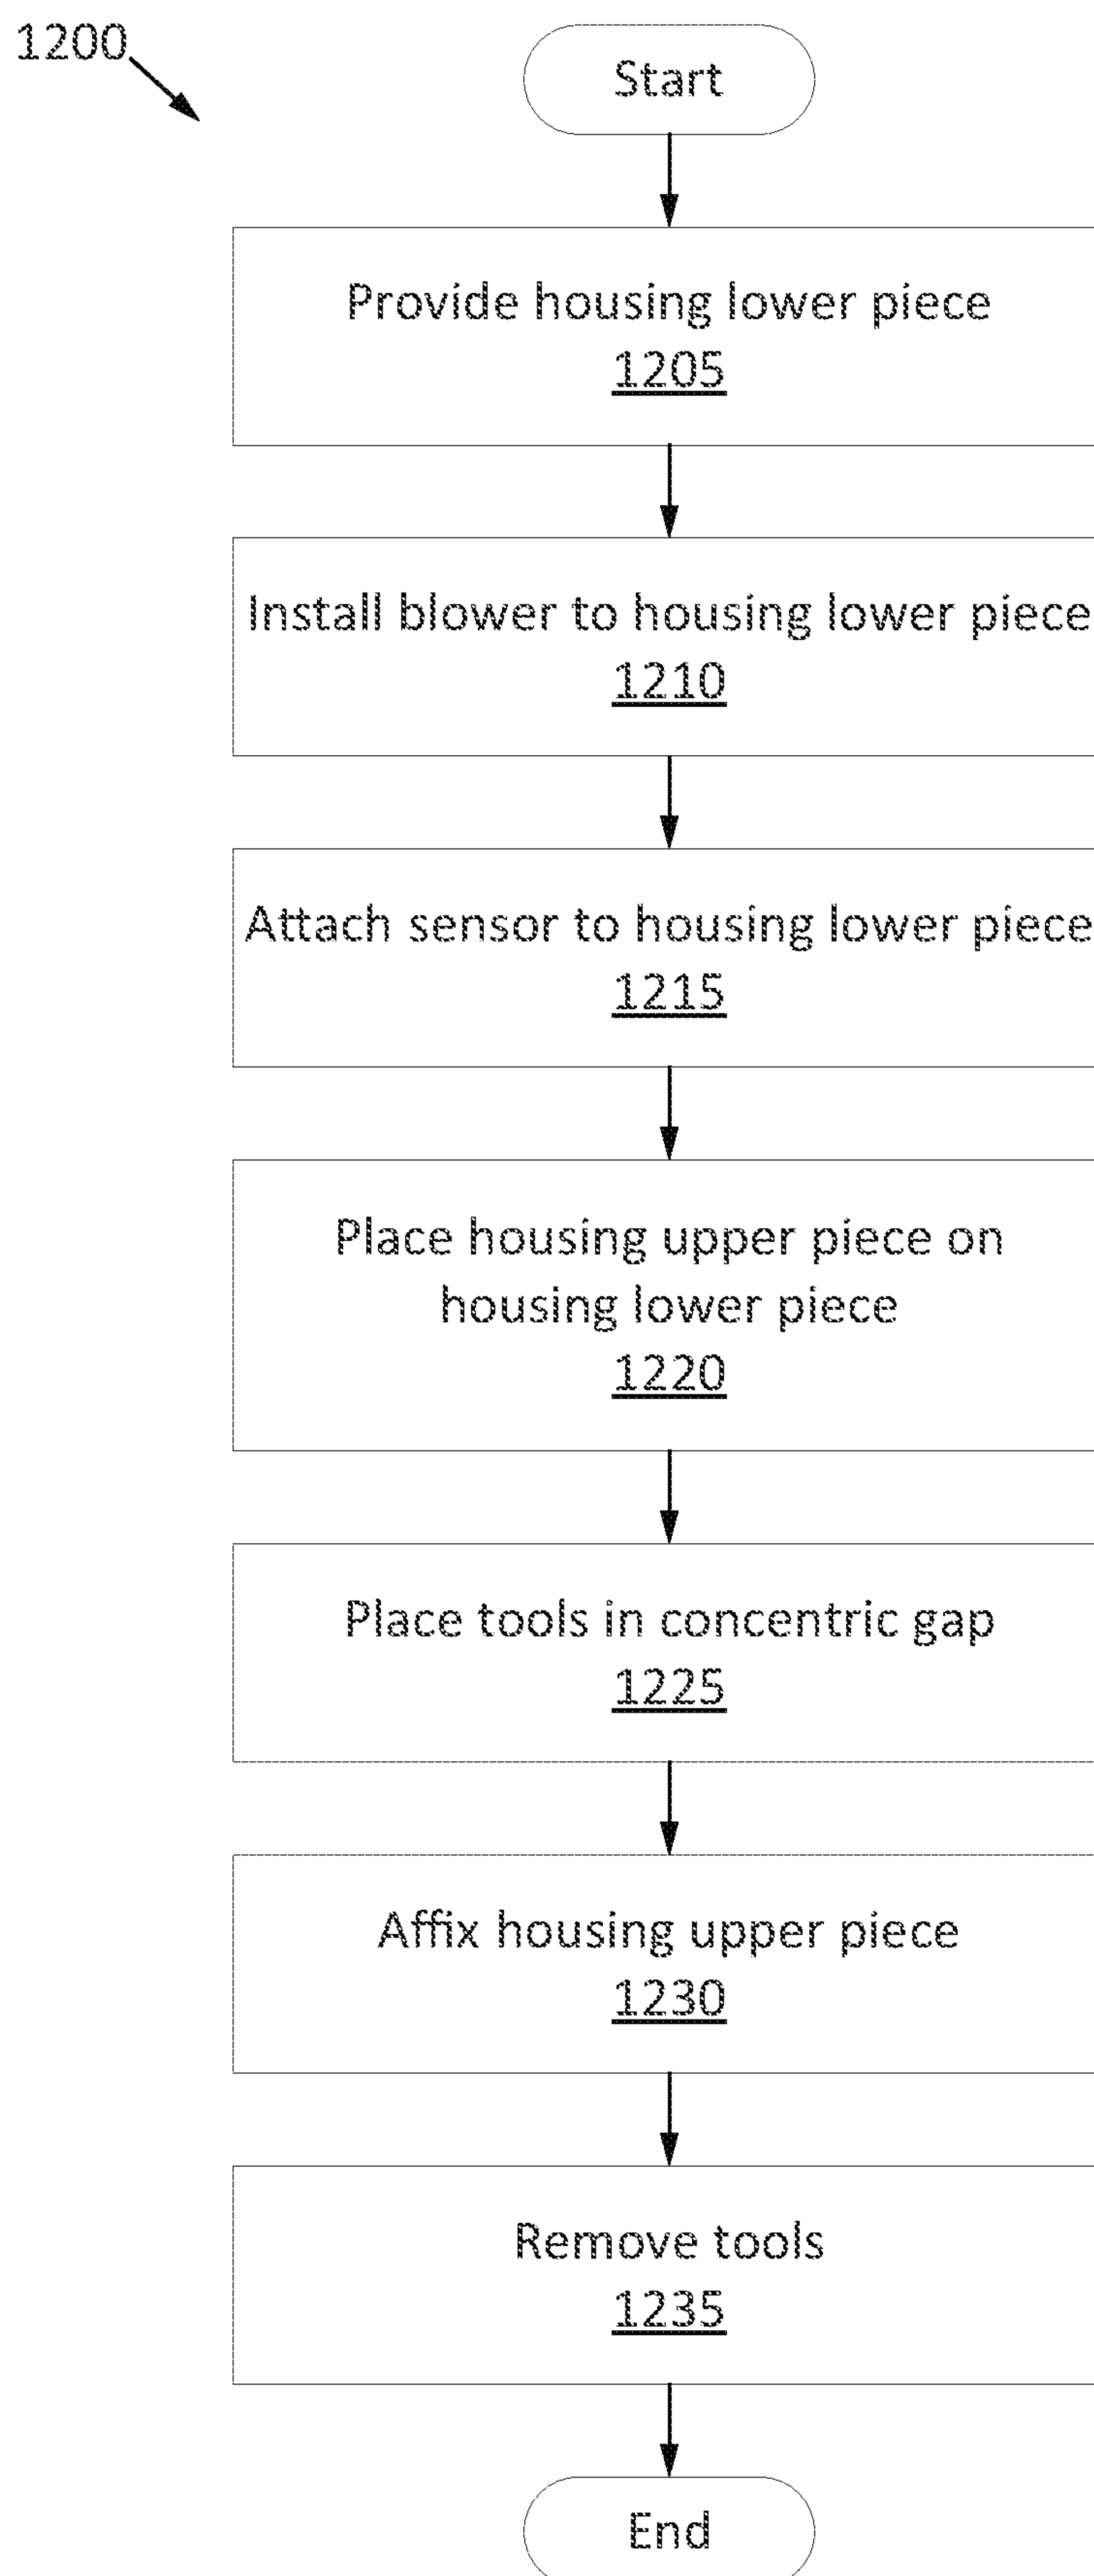 1200
Start
Provide housing lower piece
1205
Install blower to housing lower piece
1210
Attach sensor to housing lower piece
1215
Place housing upper piece on
housing lower piece
1220
Place tools in concentric gap
1225
Affix housing upper piece
1230
Remove tools
1235
End